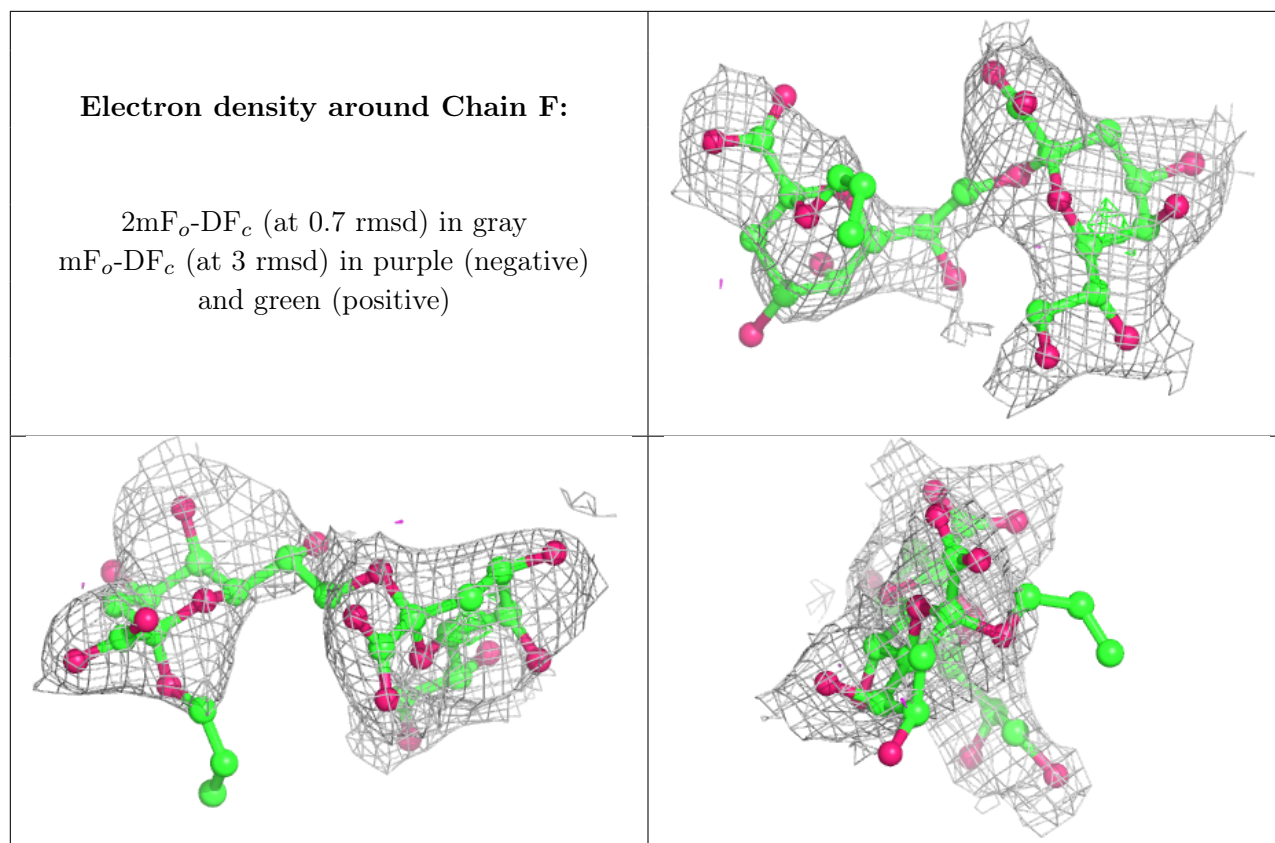 Electron density around Chain F:
2mFo-DFc (at 0.7 rmsd) in gray
mFo-DFc (at 3 rmsd) in purple (negative)
and green (positive)